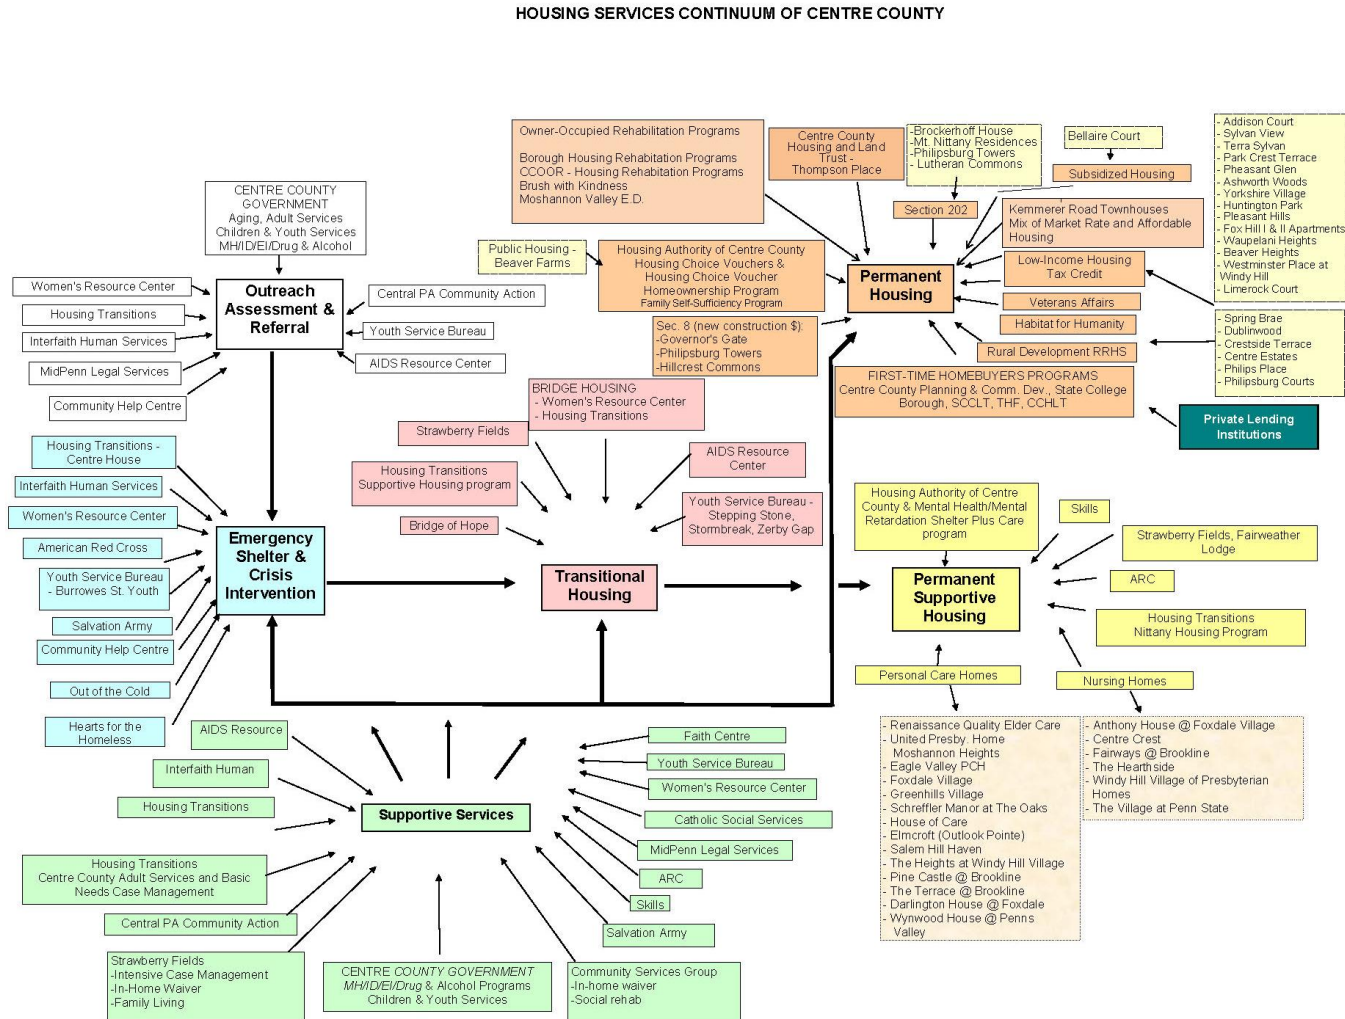 HOUSING SERVICES CONTINUUM OF CENTRE COUNTY
CENTRE COUNTY
GOVERNMENT
Aging, Adult Services
Children & Youth Services
MH/ID/EI/Drug & Alcohol
Women's Resource Center
Housing Transitions
Interfaith Human Services
MidPenn Legal Services
Community Help Centre
Outreach
Assessment &
Referral
Central PA Community Action
Youth Service Bureau
AIDS Resource Center
Owner-Occupied Rehabilitation Programs
Borough Housing Rehabitation Programs
CCOOR - Housing Rehabitation Programs
Brush with Kindness
Moshannon Valley E.D.
Centre County
Housing and Land
Trust -
Thompson Place
-Brockerhoff House
-Mt. Nittany Residences
-Philipsburg Towers
- Lutheran Commons
Section 202
Bellaire Court
Subsidized Housing
Kemmerer Road Townhouses
Mix of Market Rate and Affordable
Housing
Public Housing -
Beaver Farms
Housing Authority of Centre County
Housing Choice Vouchers &
Housing Choice Voucher
Homeownership Program
Family Self-Sufficiency Program
Permanent
Housing
Low-Income Housing
Tax Credit
Veterans Affairs
Habitat for Humanity
Rural Development RRHS
Sec. 8 (new construction $):
-Governor's Gate
-Philipsburg Towers
-Hillcrest Commons
FIRST-TIME HOMEBUYERS PROGRAMS
Centre County Planning & Comm. Dev., State College
Borough, SCCLT, THF, CCHLT
- Addison Court
- Sylvan View
- Terra Sylvan
- Park Crest Terrace
- Pheasant Glen
- Ashworth Woods
- Yorkshire Village
- Huntington Park
- Pleasant Hills
- Fox Hill I & II Apartments
- Waupelani Heights
- Beaver Heights
- Westminster Place at
Windy Hill
- Limerock Court
- Spring Brae
- Dublinwood
- Crestside Terrace
- Centre Estates
- Philips Place
- Philipsburg Courts
Private Lending
Institutions
BRIDGE HOUSING
- Women's Resource Center
- Housing Transitions
Strawberry Fields
Housing Transitions
Supportive Housing program
Bridge of Hope
AIDS Resource
Center
Youth Service Bureau -
Stepping Stone,
Stormbreak, Zerby Gap
Transitional
Housing
Housing Transitions -
Centre House
Interfaith Human Services
Women's Resource Center
American Red Cross
Youth Service Bureau
- Burrowes St. Youth
Salvation Army
Community Help Centre
Out of the Cold
Hearts for the
Homeless
Emergency
Shelter &
Crisis
Intervention
Housing Authority of Centre
County & Mental Health/Mental
Retardation Shelter Plus Care
program
Skills
Strawberry Fields, Fairweather
Lodge
ARC
Housing Transitions
Nittany Housing Program
Permanent
Supportive
Housing
Personal Care Homes
Nursing Homes
- Renaissance Quality Elder Care
- United Presby. Home
Moshannon Heights
- Eagle Valley PCH
- Foxdale Village
- Greenhills Village
- Schreffler Manor at The Oaks
- House of Care
- Elmcroft (Outlook Pointe)
- Salem Hill Haven
- The Heights at Windy Hill Village
- Pine Castle @ Brookline
- The Terrace @ Brookline
- Darlington House @ Foxdale
- Wynwood House @ Penns
Valley
- Anthony House @ Foxdale Village
- Centre Crest
- Fairways @ Brookline
- The Hearthside
- Windy Hill Village of Presbyterian
Homes
- The Village at Penn State
AIDS Resource
Interfaith Human
Housing Transitions
Housing Transitions
Centre County Adult Services and Basic
Needs Case Management
Central PA Community Action
Strawberry Fields
-Intensive Case Management
-In-Home Waiver
-Family Living
Supportive Services
CENTRE COUNTY GOVERNMENT
MH/ID/EI/Drug & Alcohol Programs
Children & Youth Services
Community Services Group
-In-home waiver
-Social rehab
Faith Centre
Youth Service Bureau
Women's Resource Center
Catholic Social Services
MidPenn Legal Services
ARC
Skills
Salvation Army